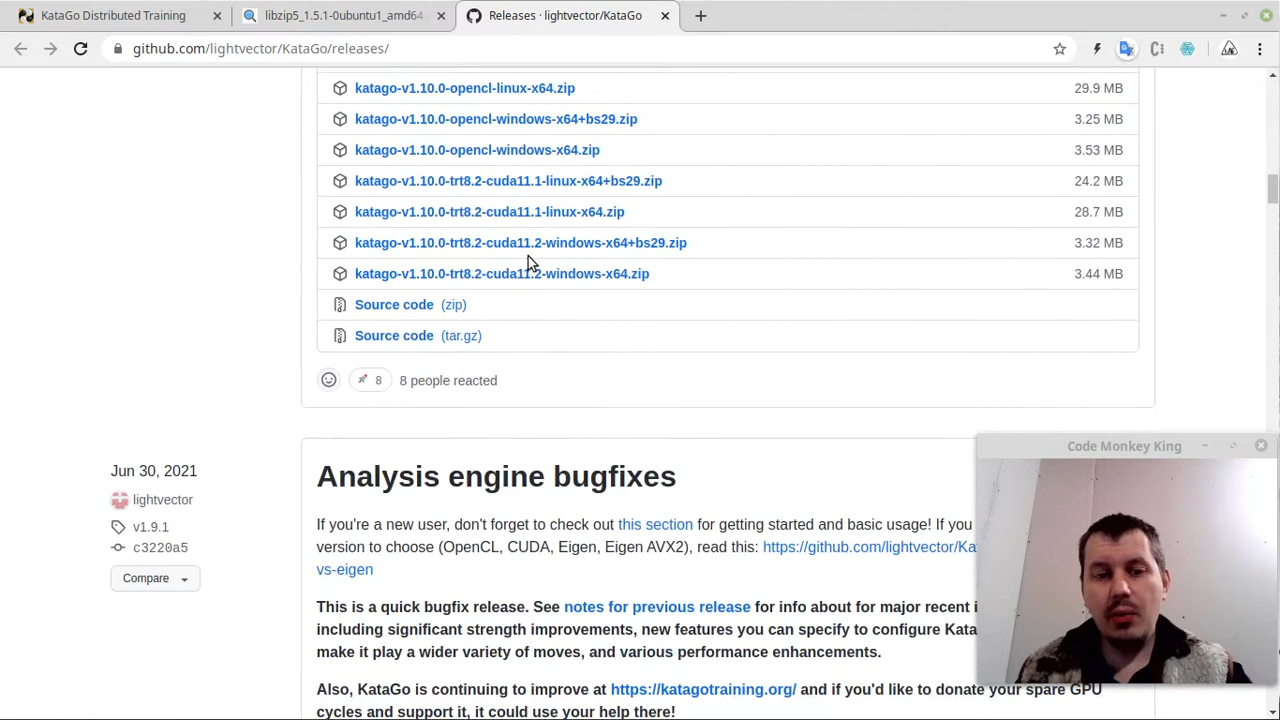 KataGo Distributed Training
libzip5_1.5.1-0ubuntu1_amd64
Releases · lightvector/KataGo
github.com/lightvector/KataGo/releases/
katago-v1.10.0-opencl-linux-x64.zip 29.9 MB
katago-v1.10.0-opencl-windows-x64+bs29.zip 3.25 MB
katago-v1.10.0-opencl-windows-x64.zip 3.53 MB
katago-v1.10.0-trt8.2-cuda11.1-linux-x64+bs29.zip 24.2 MB
katago-v1.10.0-trt8.2-cuda11.1-linux-x64.zip 28.7 MB
katago-v1.10.0-trt8.2-cuda11.2-windows-x64+bs29.zip 3.32 MB
katago-v1.10.0-trt8.2-cuda11.2-windows-x64.zip 3.44 MB
Source code (zip)
Source code (tar.gz)
8 8 people reacted
Jun 30, 2021
lightvector
v1.9.1
c3220a5
Compare
Analysis engine bugfixes
If you're a new user, don't forget to check out this section for getting started and basic usage! If you
version to choose (OpenCL, CUDA, Eigen, Eigen AVX2), read this: https://github.com/lightvector/Ka
vs-eigen
This is a quick bugfix release. See notes for previous release for info about for major recent i
including significant strength improvements, new features you can specify to configure Kata
make it play a wider variety of moves, and various performance enhancements.
Also, KataGo is continuing to improve at https://katagotraining.org/ and if you'd like to donate your spare GPU
cycles and support it, it could use your help there!
Code Monkey King